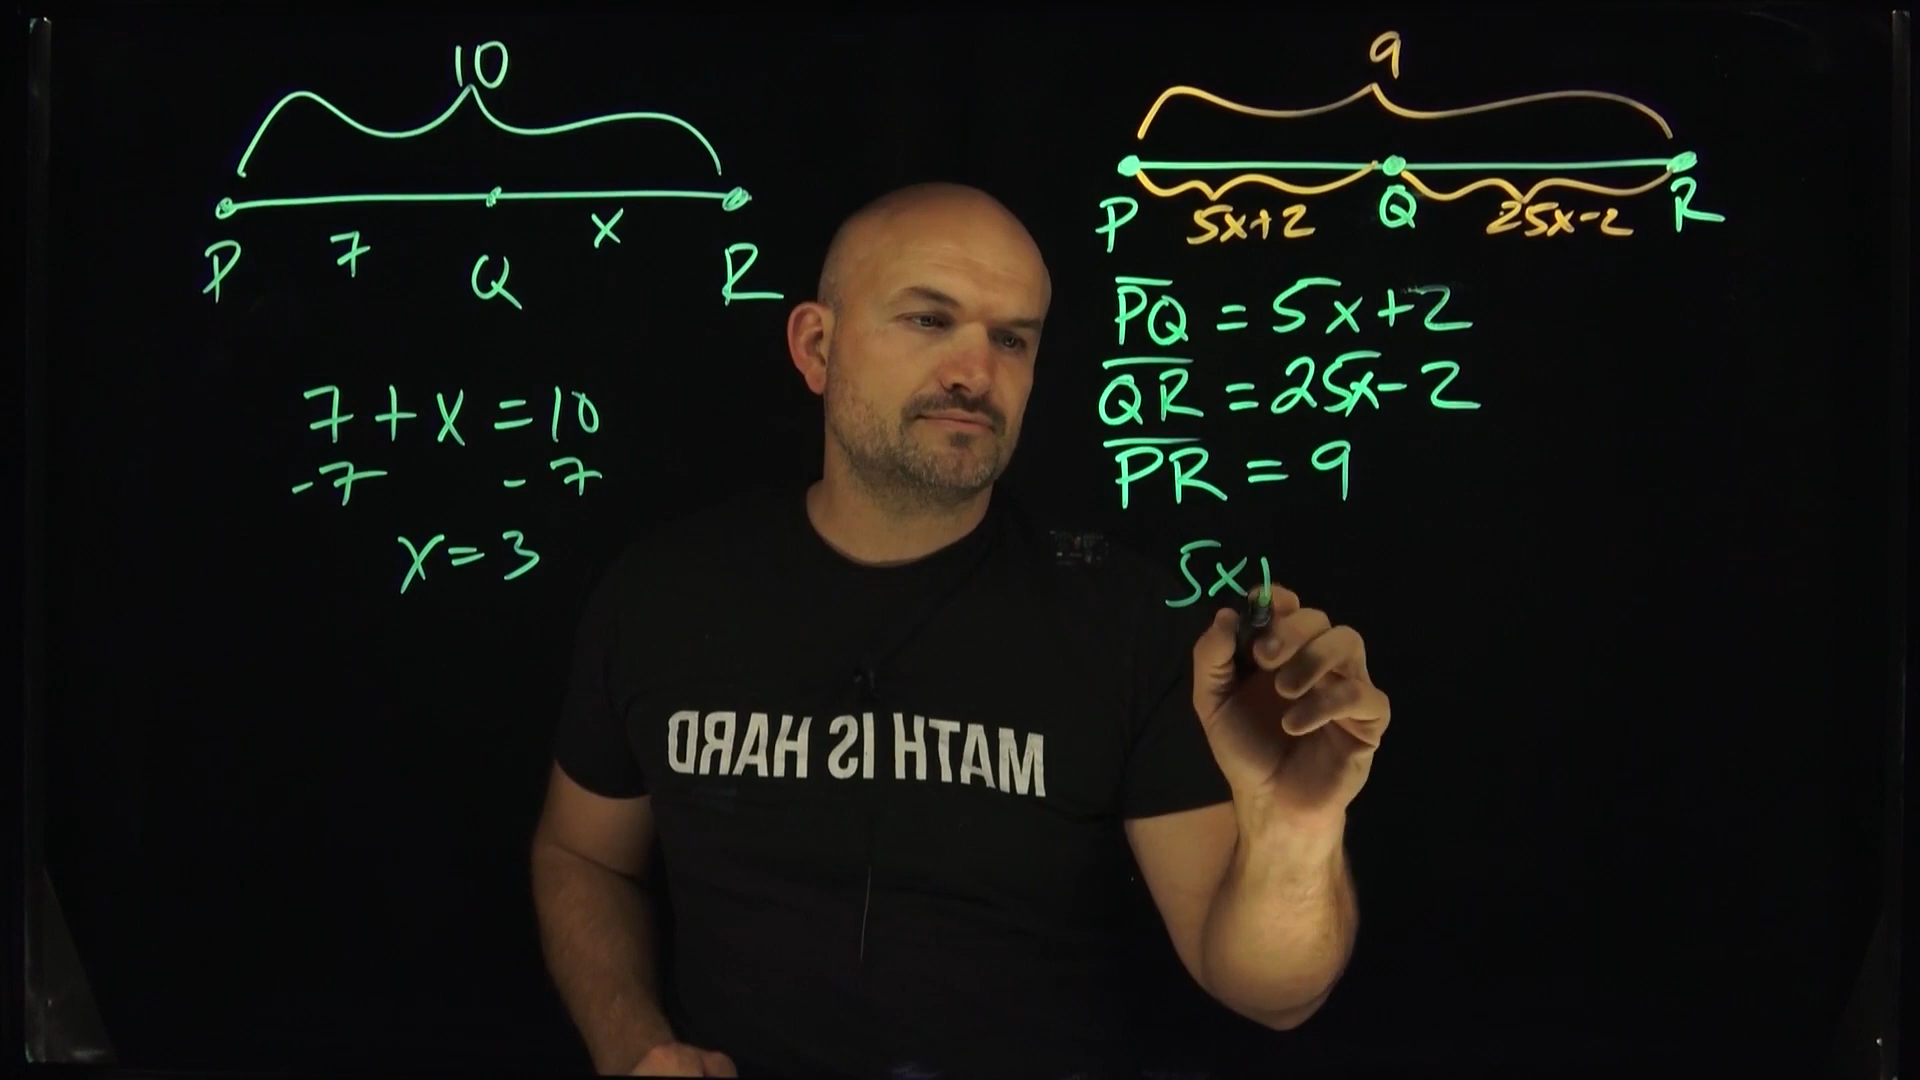 10
P 7 Q x R
7 + x = 10
-7 - 7
x = 3
9
P 5x+2 Q 25x-2 R
PQ = 5x+2
QR = 25x-2
PR = 9
5x
MATH IS HARD